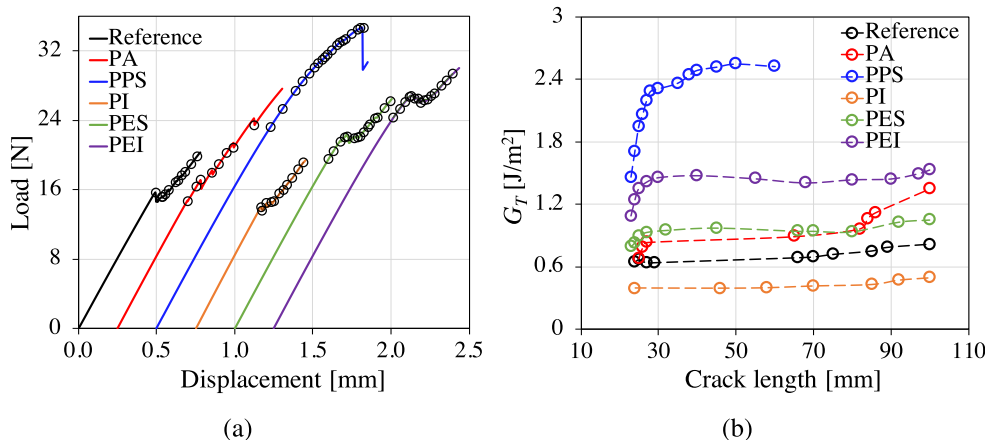 Reference
PA
PPS
PI
PES
PEI
Load [N]
0
8
16
24
32
0.0
0.5
1.0
1.5
2.0
2.5
Displacement [mm]
(a)
Reference
PA
PPS
PI
PES
PEI
G_T [J/m²]
0
0.6
1.2
1.8
2.4
3
10
30
50
70
90
110
Crack length [mm]
(b)